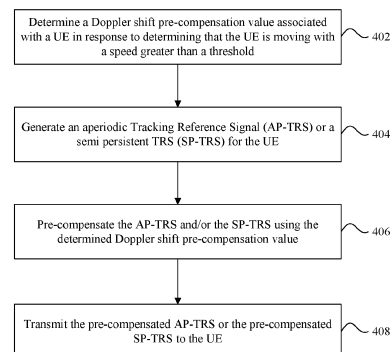 Determine a Doppler shift pre-compensation value associated
with a UE in response to determining that the UE is moving with
a speed greater than a threshold
402
Generate an aperiodic Tracking Reference Signal (AP-TRS) or a
semi persistent TRS (SP-TRS) for the UE
404
Pre-compensate the AP-TRS and/or the SP-TRS using the
determined Doppler shift pre-compensation value
406
Transmit the pre-compensated AP-TRS or the pre-compensated
SP-TRS to the UE
408